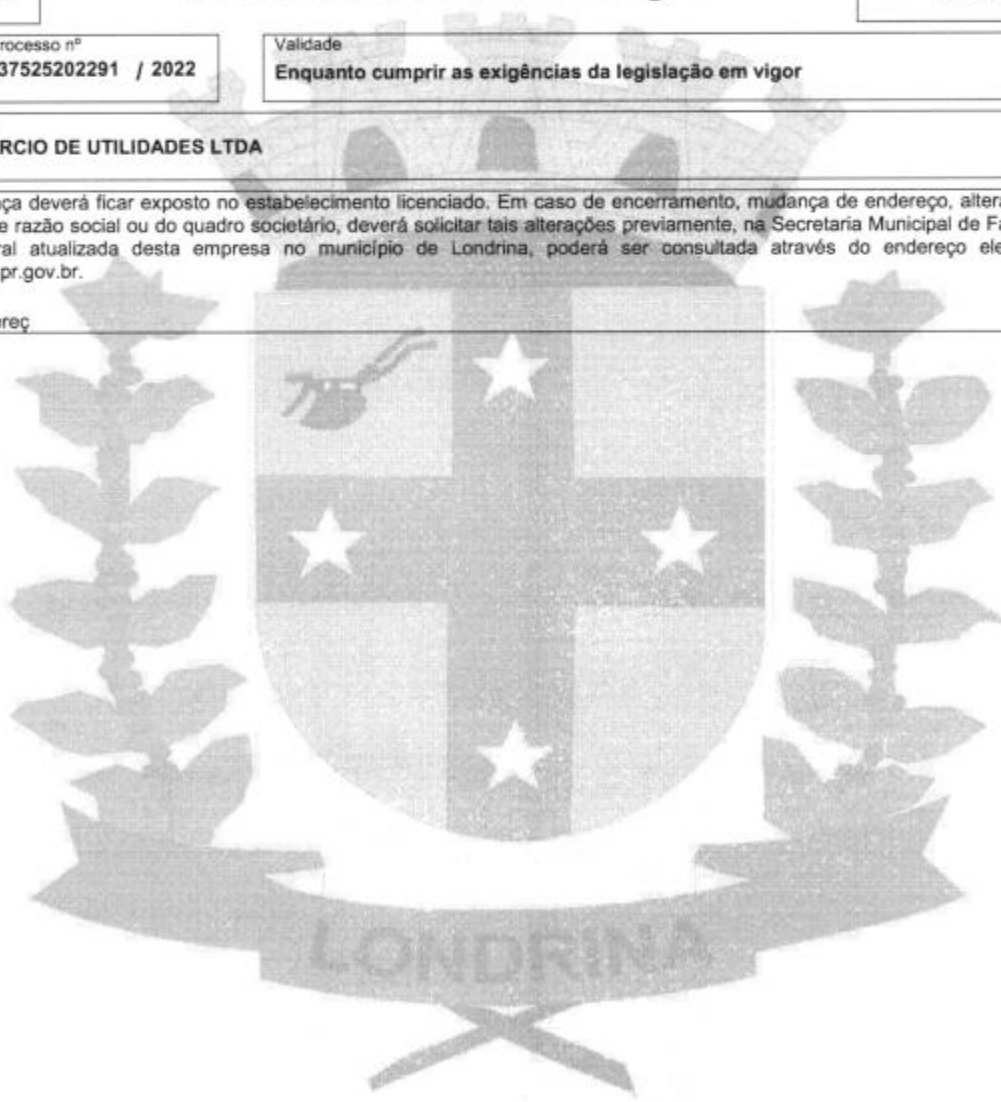 rocesso nº
37525202291 / 2022
Validade
Enquanto cumprir as exigências da legislação em vigor
RCIO DE UTILIDADES LTDA
ça deverá ficar exposto no estabelecimento licenciado. Em caso de encerramento, mudança de endereço, altera
e razão social ou do quadro societário, deverá solicitar tais alterações previamente, na Secretaria Municipal de Fa
ral atualizada desta empresa no município de Londrina, poderá ser consultada através do endereço ele
pr.gov.br.
ereç
LONDRINA